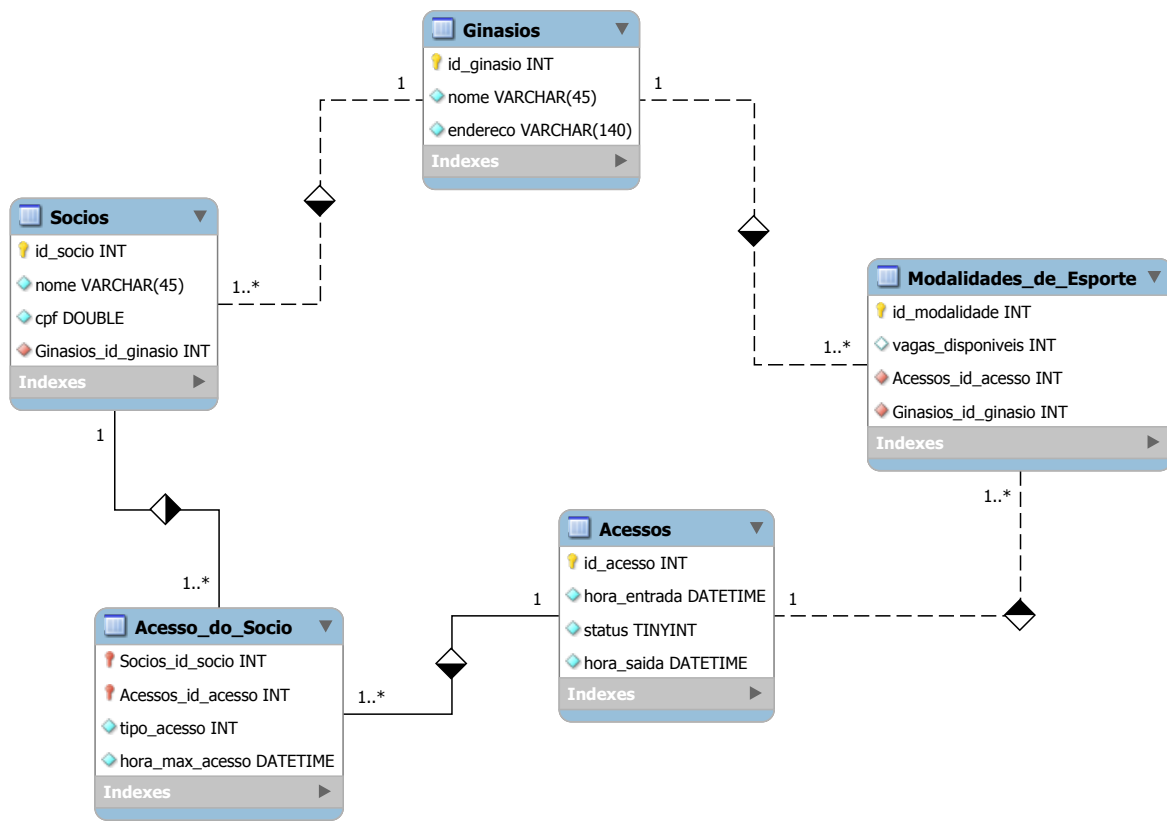 Ginasios
id_ginasio INT
nome VARCHAR(45)
endereco VARCHAR(140)
Indexes
1
1
Socios
id_socio INT
nome VARCHAR(45)
cpf DOUBLE
Ginasios_id_ginasio INT
Indexes
1..*
1
Modalidades_de_Esporte
id_modalidade INT
vagas_disponiveis INT
Acessos_id_acesso INT
Ginasios_id_ginasio INT
Indexes
1..*
1..*
Acessos
id_acesso INT
hora_entrada DATETIME
status TINYINT
hora_saida DATETIME
Indexes
1
1
1..*
Acesso_do_Socio
Socios_id_socio INT
Acessos_id_acesso INT
tipo_acesso INT
hora_max_acesso DATETIME
Indexes
1..*